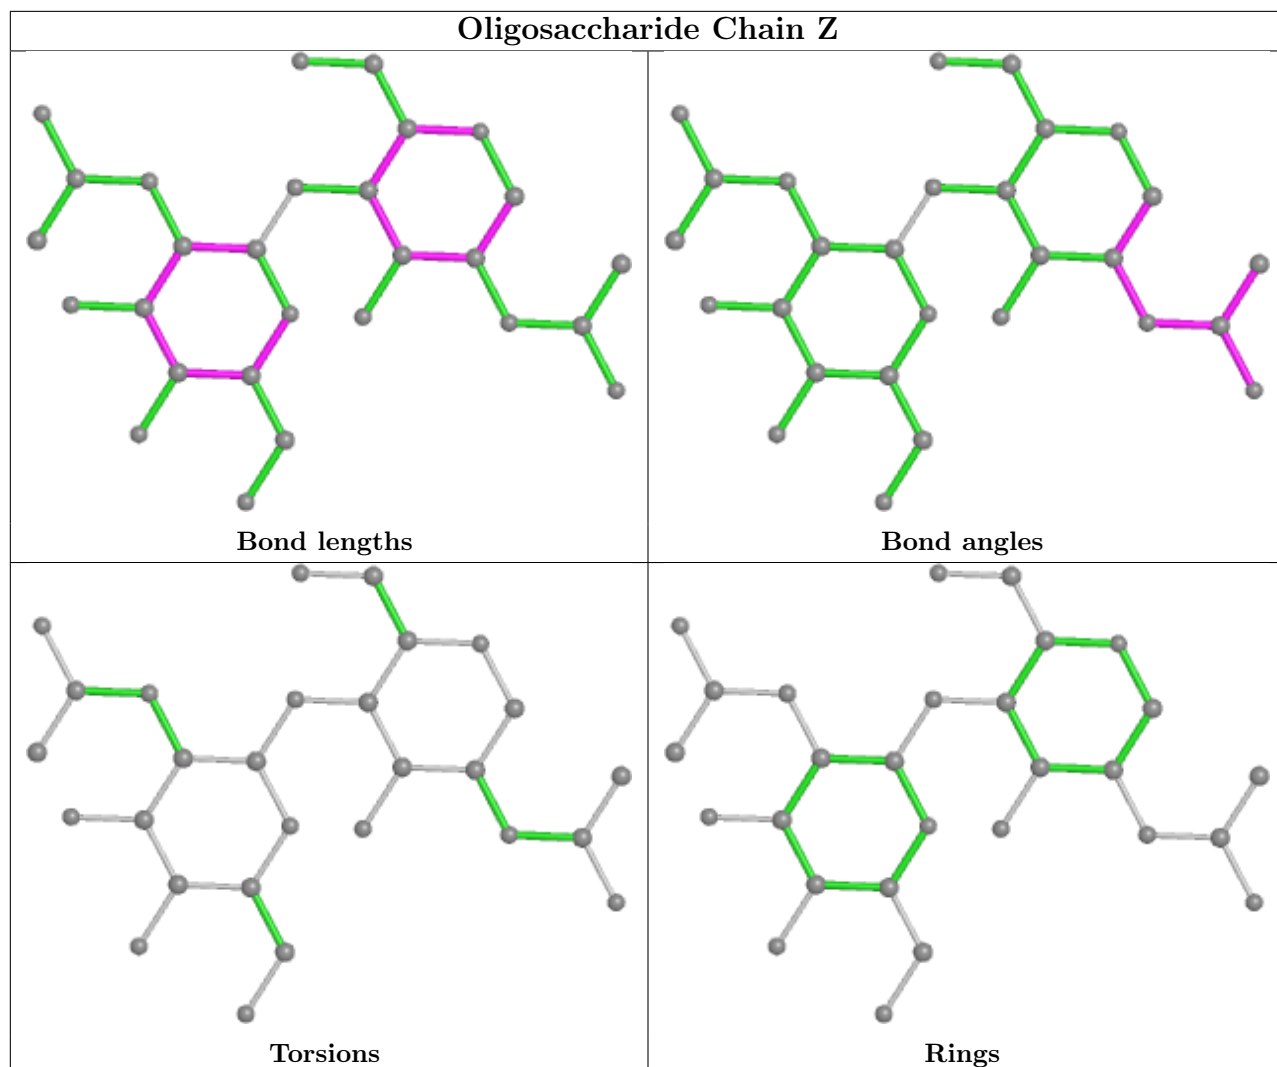 Oligosaccharide Chain Z
Bond lengths
Bond angles
Torsions
Rings